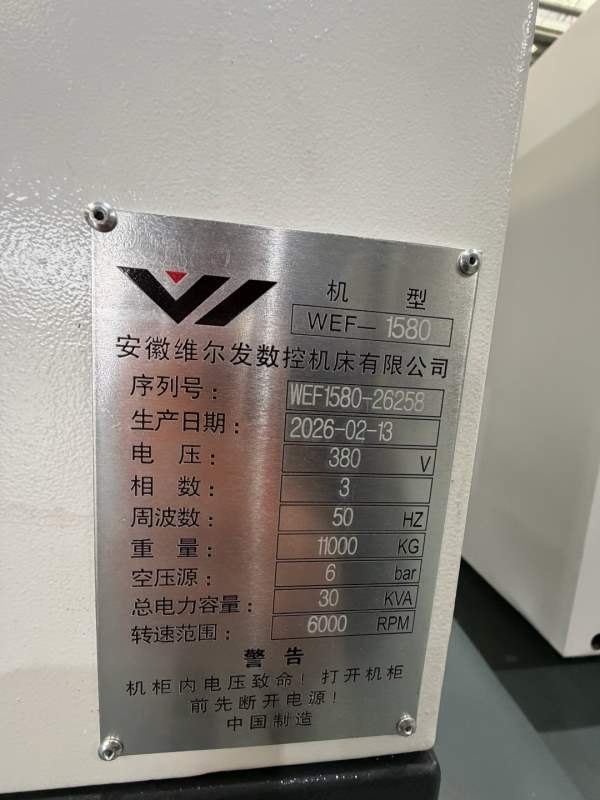 机 型
WEF-1580
安徽维尔发数控机床有限公司
序列号: WEF1580-26258
生产日期: 2026-02-13
电 压: 380 V
相 数: 3
周波数: 50 HZ
重 量: 11000 KG
空压源: 6 bar
总电力容量: 30 KVA
转速范围: 6000 RPM
警告
机柜内电压致命! 打开机柜
前先断开电源!
中国制造